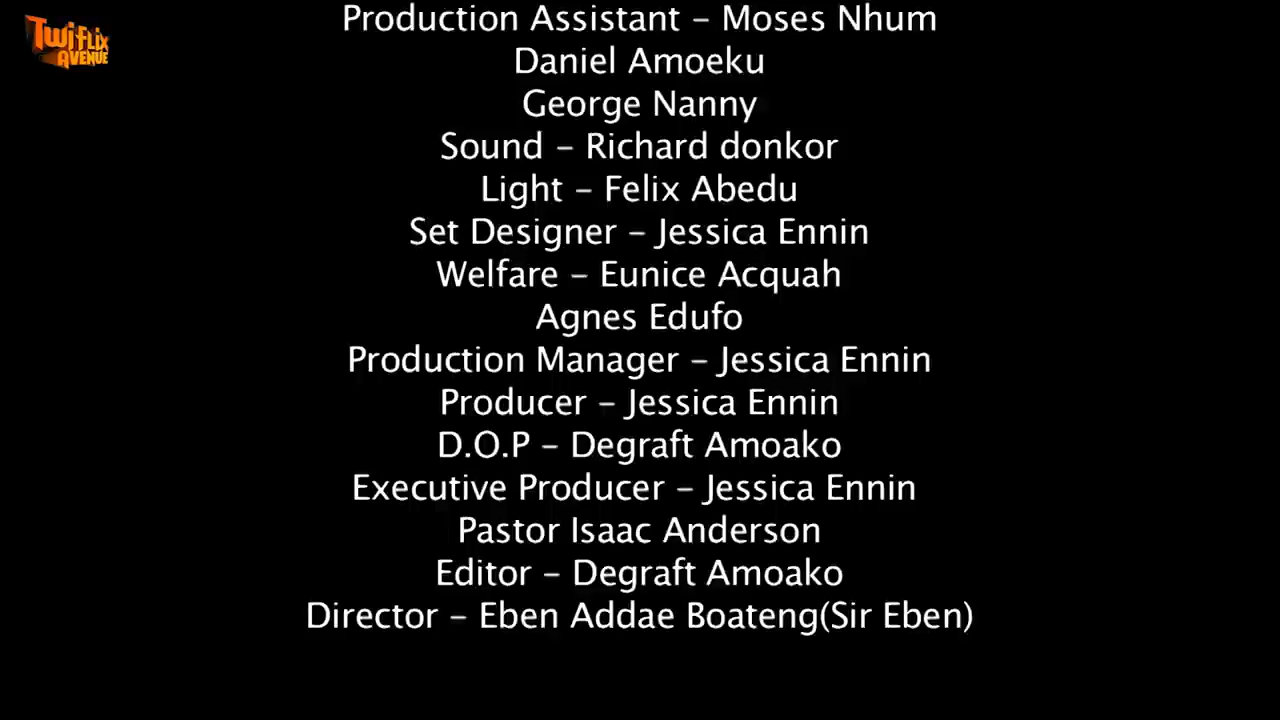 Twiflix
AVENUE
Production Assistant – Moses Nhum
Daniel Amoeku
George Nanny
Sound – Richard donkor
Light – Felix Abedu
Set Designer – Jessica Ennin
Welfare – Eunice Acquah
Agnes Edufo
Production Manager – Jessica Ennin
Producer – Jessica Ennin
D.O.P – Degraft Amoako
Executive Producer – Jessica Ennin
Pastor Isaac Anderson
Editor – Degraft Amoako
Director – Eben Addae Boateng(Sir Eben)